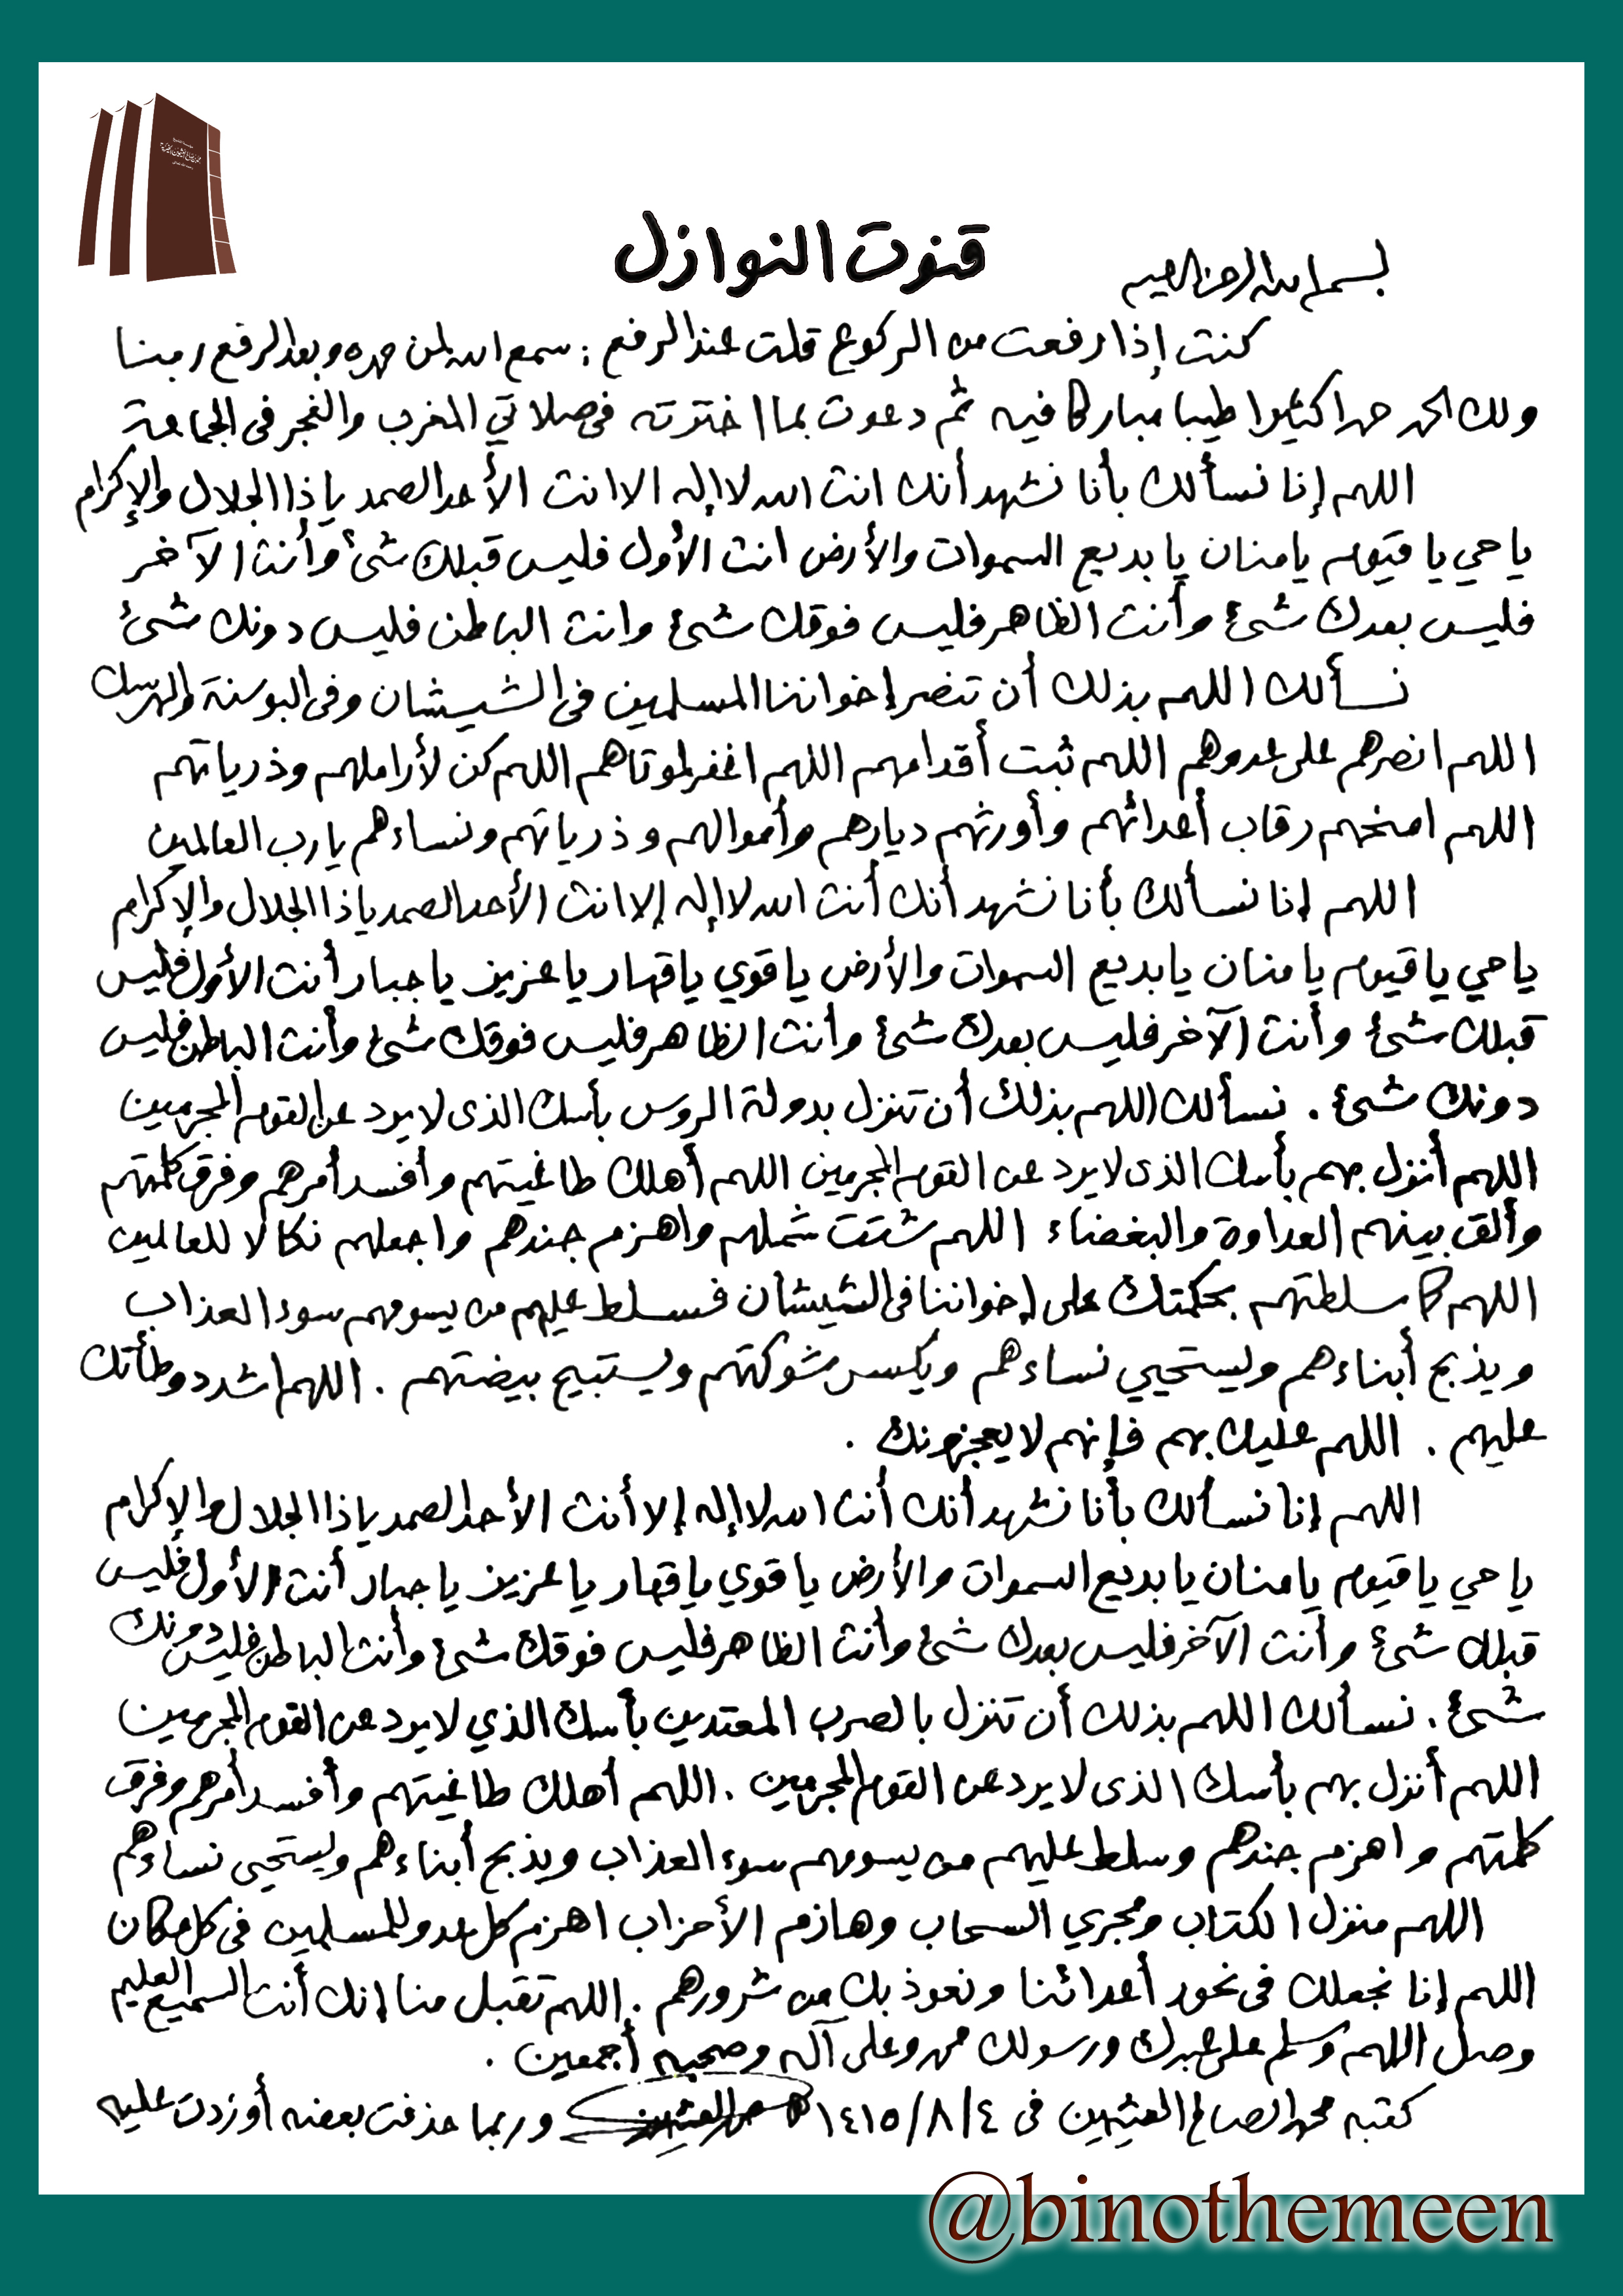 قنوت النوازل
بسم الله الرحمن الرحيم
كنت إذا رفعت من الركوع قلت عند الرفع : سمع الله لمن حمده وبعد الرفع ربنا
ولك الحمد حمدا كثيرا طيبا مباركا فيه ثم دعوت بما اخترته في صلاتي المغرب والفجر في الجماعة
اللهم إنا نسألك بأنا نشهد أنك انت الله لا إله الا انت الأحد الصمد يا ذا الجلال والإكرام
يا حي يا قيوم يا منان يا بديع السموات والأرض انت الأول فليس قبلك شئ وأنت الآخر
فليس بعدك شئ وأنت الظاهر فليس فوقك شئ وانت الباطن فليس دونك شئ
نسألك اللهم بذلك أن تنصر إخواننا المسلمين في الشيشان وفي البوسنة والهرسك
اللهم انصرهم على عدوهم اللهم ثبت أقدامهم اللهم اغفر لموتاهم اللهم كن لأراملهم وذرياتهم
اللهم امنحهم رقاب أعدائهم وأورثهم ديارهم وأموالهم وذرياتهم ونساءهم يا رب العالمين
اللهم إنا نسألك بأنا نشهد أنك أنت الله لا إله إلا انت الأحد الصمد يا ذا الجلال والإكرام
يا حي يا قيوم يا منان يا بديع السموات والأرض يا قوي يا قهار يا عزيز يا جبار أنت الأول فليس
قبلك شئ وأنت الآخر فليس بعدك شئ وأنت الظاهر فليس فوقك شئ وأنت الباطن فليس
دونك شئ . نسألك اللهم بذلك أن تنزل بدولة الروس بأسك الذى لا يرد عن القوم المجرمين
اللهم أنزل بهم بأسك الذى لا يرد عن القوم المجرمين اللهم أهلك طاغيتهم وأفسد أمرهم وفرق كلمتهم
وألق بينهم العداوة والبغضاء اللهم شتت شملهم واهزم جندهم واجعلهم نكالا للعالمين
اللهم كما سلطتهم بحكمتك على إخواننا في الشيشان فسلط عليهم من يسومهم سوء العذاب
ويذبح أبناءهم ويستحيي نساءهم ويكسر شوكتهم ويستبيح بيضتهم . اللهم اشدد وطأتك
عليهم . اللهم عليك بهم فإنهم لا يعجزونك .
اللهم إنا نسألك بأنا نشهد أنك أنت الله لا إله إلا أنت الأحد الصمد يا ذا الجلال والإكرام
يا حي يا قيوم يا منان يا بديع السموات والأرض يا قوي يا قهار يا عزيز يا جبار أنت الأول فليس
قبلك شئ وأنت الآخر فليس بعدك شئ وأنت الظاهر فليس فوقك شئ وأنت الباطن فليس دونك
شئ . نسألك اللهم بذلك أن تنزل بالصرب المعتدين بأسك الذي لا يرد عن القوم المجرمين
اللهم أنزل بهم بأسك الذى لا يرد عن القوم المجرمين . اللهم أهلك طاغيتهم وأفسد أمرهم وفرق
كلمتهم واهزم جندهم وسلط عليهم من يسومهم سوء العذاب ويذبح أبناءهم ويستحيي نساءهم
اللهم منزل الكتاب ومجري السحاب وهازم الأحزاب اهزم كل عدو للمسلمين في كل مكان
اللهم إنا نجعلك في نحور أعدائنا ونعوذ بك من شرورهم . اللهم تقبل منا إنك أنت السميع العليم
وصل اللهم وسلم على عبدك ورسولك محمد وعلى آله وصحبه أجمعين .
كتبه محمد الصالح العثيمين في ١٤١٥/٨/٤ وربما حذفت بعضه أو زدت عليه
@binothemeen